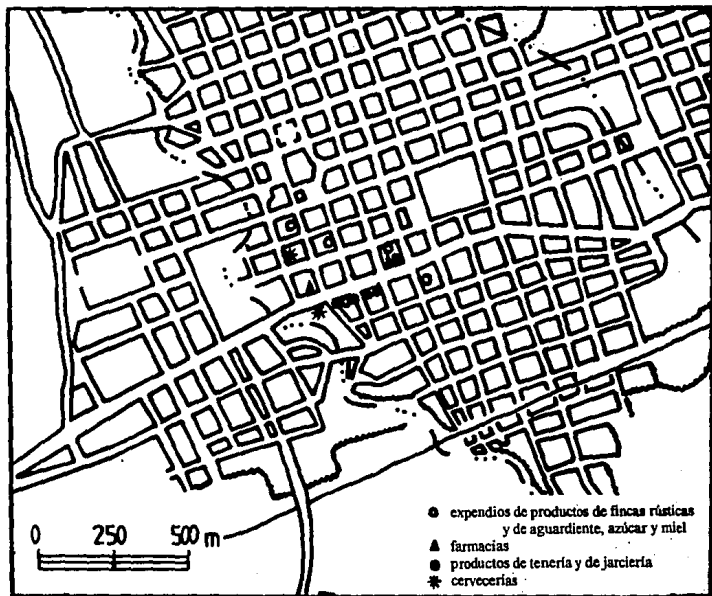 expendios de productos de fincas rústicas
y de aguardiente, azúcar y miel
farmacias
productos de tenería y de jarciería
cervecerías
0 250 500 m